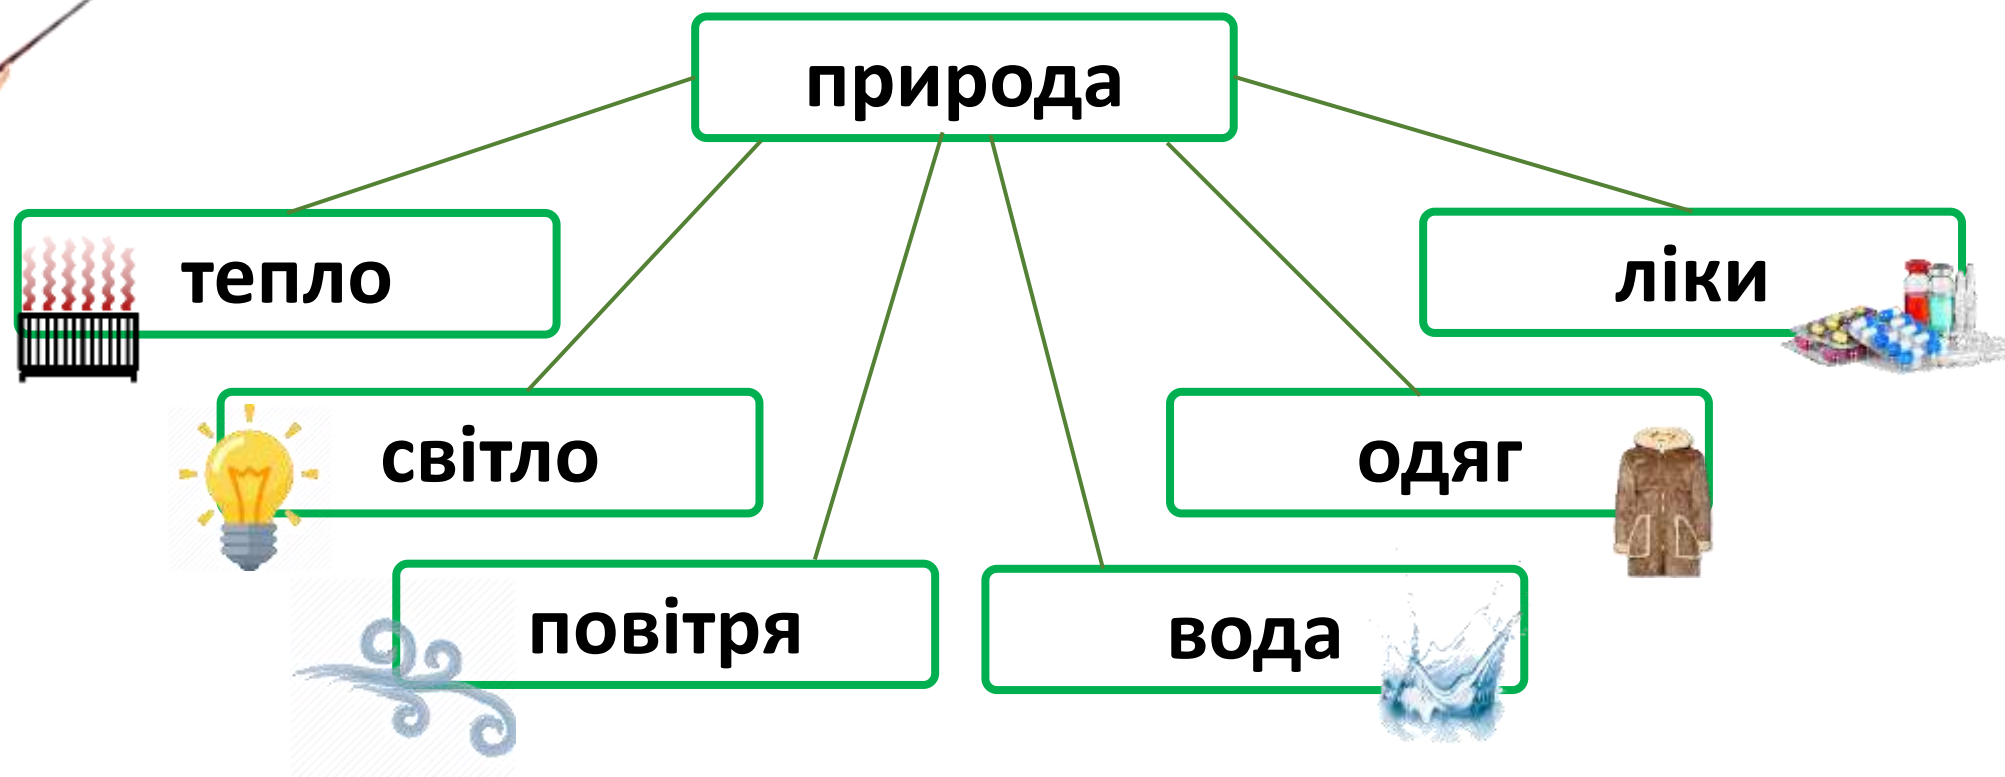 природа
тепло
ліки
світло
одяг
повітря
вода